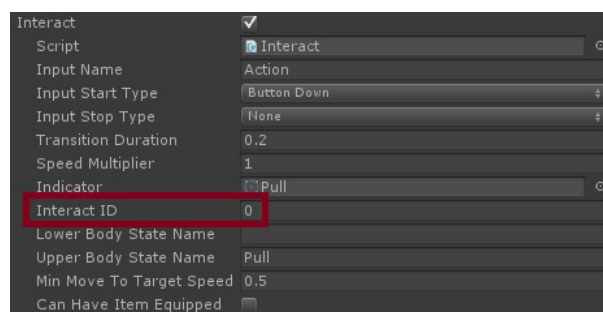 Interact
Script Interact
Input Name Action
Input Start Type Button Down
Input Stop Type None
Transition Duration 0.2
Speed Multiplier 1
Indicator Pull
Interact ID 0
Lower Body State Name
Upper Body State Name Pull
Min Move To Target Speed 0.5
Can Have Item Equipped